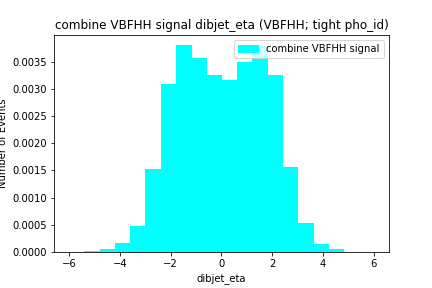 combine VBFHH signal dibjet_eta (VBFHH; tight pho_id)
combine VBFHH signal
0.0035
0.0030
0.0025
0.0020
0.0015
0.0010
0.0005
0.0000
Number of Events
−6 −4 −2 0 2 4 6
dibjet_eta